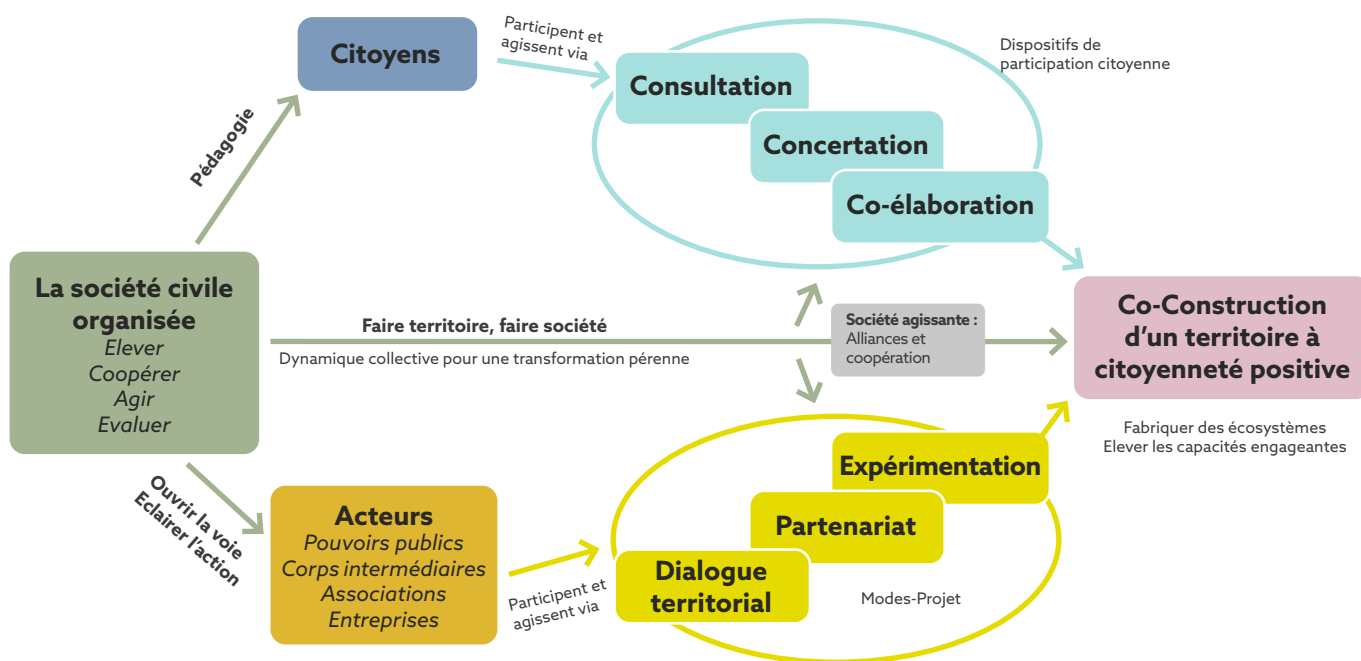 Citoyens
Participent et
agissent via
Dispositifs de
participation citoyenne
Consultation
Concertation
Co-élaboration
Pédagogie
La société civile
organisée
Elever
Coopérer
Agir
Evaluer
Faire territoire, faire société
Dynamique collective pour une transformation pérenne
Société agissante :
Alliances et
coopération
Co-Construction
d'un territoire à
citoyenneté positive
Fabriquer des écosystèmes
Elever les capacités engageantes
Ouvrir la voie
Eclairer l'action
Acteurs
Pouvoirs publics
Corps intermédiaires
Associations
Entreprises
Participent et
agissent via
Expérimentation
Partenariat
Dialogue
territorial
Modes-Projet